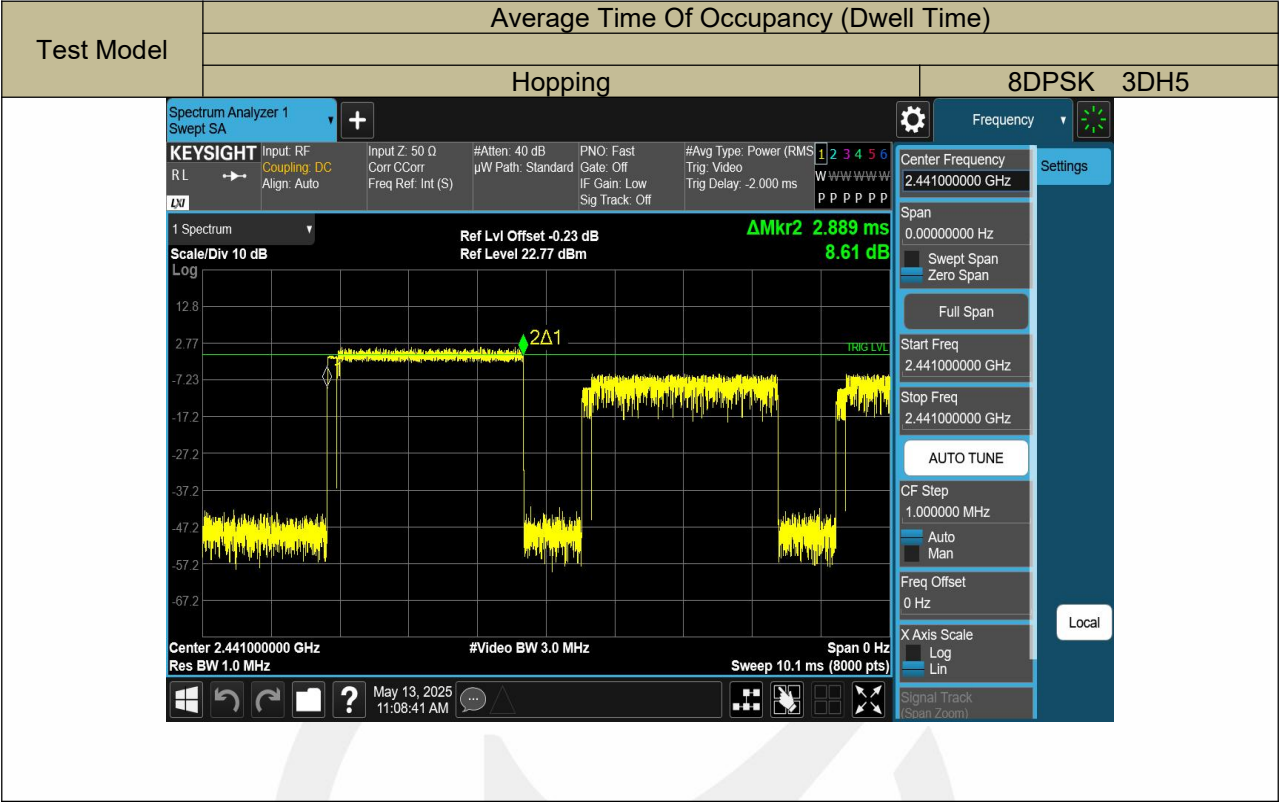 Average Time Of Occupancy (Dwell Time)
Test Model
Hopping
8DPSK 3DH5
Spectrum Analyzer 1
Swept SA
Frequency
KEYSIGHT
R L
LXI
Input: RF
Coupling: DC
Align: Auto
Input Z: 50 Ω
Corr CCorr
Freq Ref: Int (S)
#Atten: 40 dB
µW Path: Standard
PNO: Fast
Gate: Off
IF Gain: Low
Sig Track: Off
#Avg Type: Power (RMS
Trig: Video
Trig Delay: -2.000 ms
1 2 3 4 5 6
W W W W W W
P P P P P P
1 Spectrum
Scale/Div 10 dB
Log
Ref Lvl Offset -0.23 dB
Ref Level 22.77 dBm
ΔMkr2 2.889 ms
8.61 dB
12.8
2.77
-7.23
-17.2
-27.2
-37.2
-47.2
-57.2
-67.2
2Δ1
TRIG LVL
Center 2.441000000 GHz
Res BW 1.0 MHz
#Video BW 3.0 MHz
Span 0 Hz
Sweep 10.1 ms (8000 pts)
?
May 13, 2025
11:08:41 AM
Center Frequency
2.441000000 GHz
Span
0.00000000 Hz
Swept Span
Zero Span
Full Span
Start Freq
2.441000000 GHz
Stop Freq
2.441000000 GHz
AUTO TUNE
CF Step
1.000000 MHz
Auto
Man
Freq Offset
0 Hz
X Axis Scale
Log
Lin
Signal Track
(Span Zoom)
Settings
Local